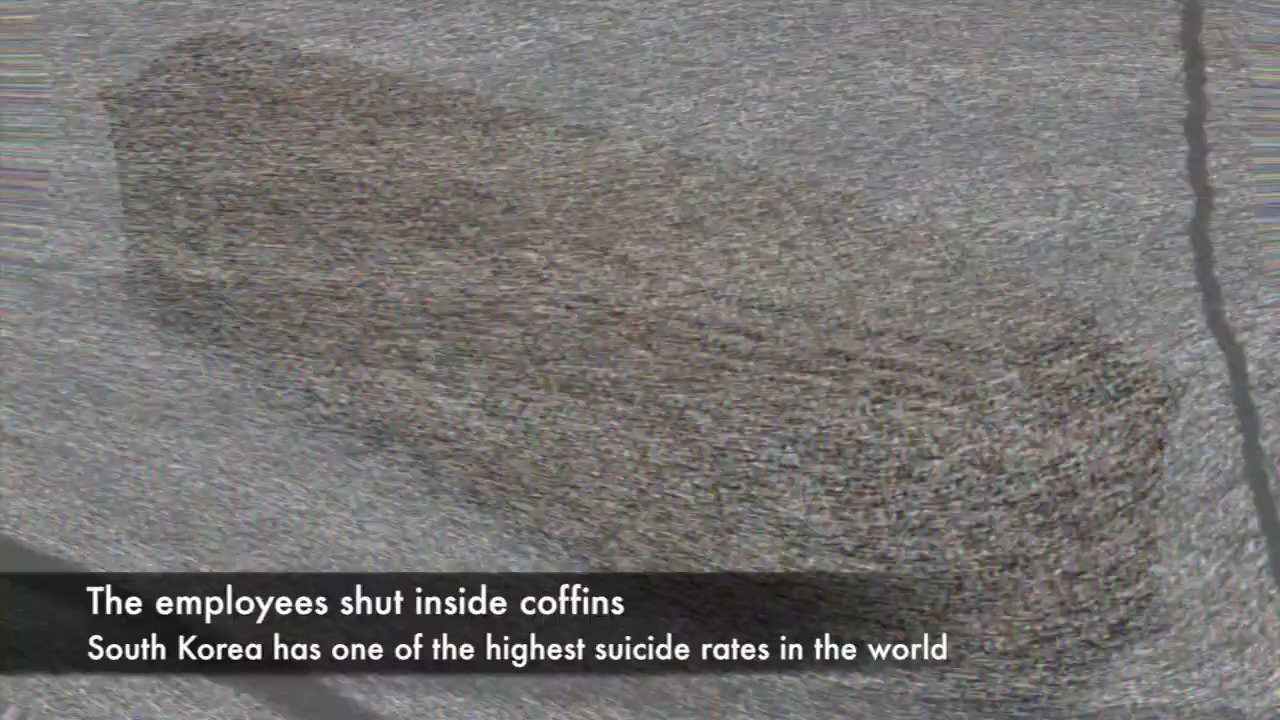 The employees shut inside coffins
South Korea has one of the highest suicide rates in the world